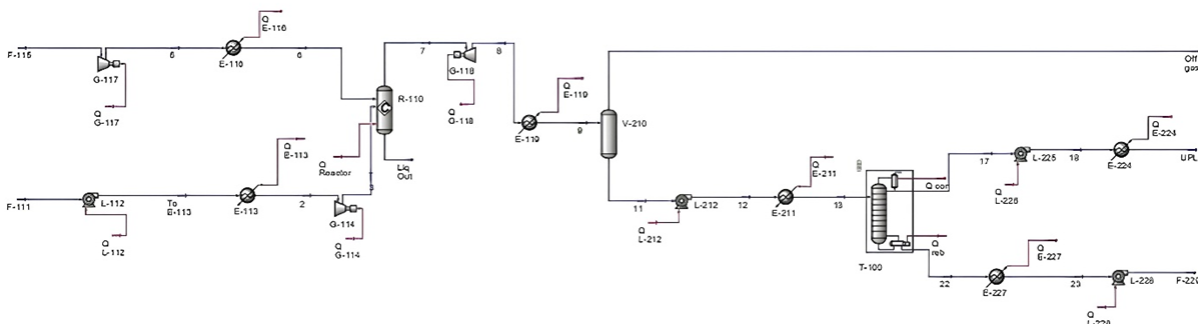 F-115
G-117
Q
G-117
5
E-116
Q
E-116
6
R-110
Q
Reactor
Liq
Out
3
7
G-118
Q
G-118
8
E-119
Q
E-119
9
V-210
Off
gas
F-111
L-112
Q
L-112
To
E-113
E-113
Q
E-113
2
G-114
Q
G-114
11
L-212
Q
L-212
12
E-211
Q
E-211
13
T-100
Q con
Q
reb
17
L-225
Q
18
E-224
Q
E-224
UPL
22
E-227
Q
E-227
23
L-228
Q